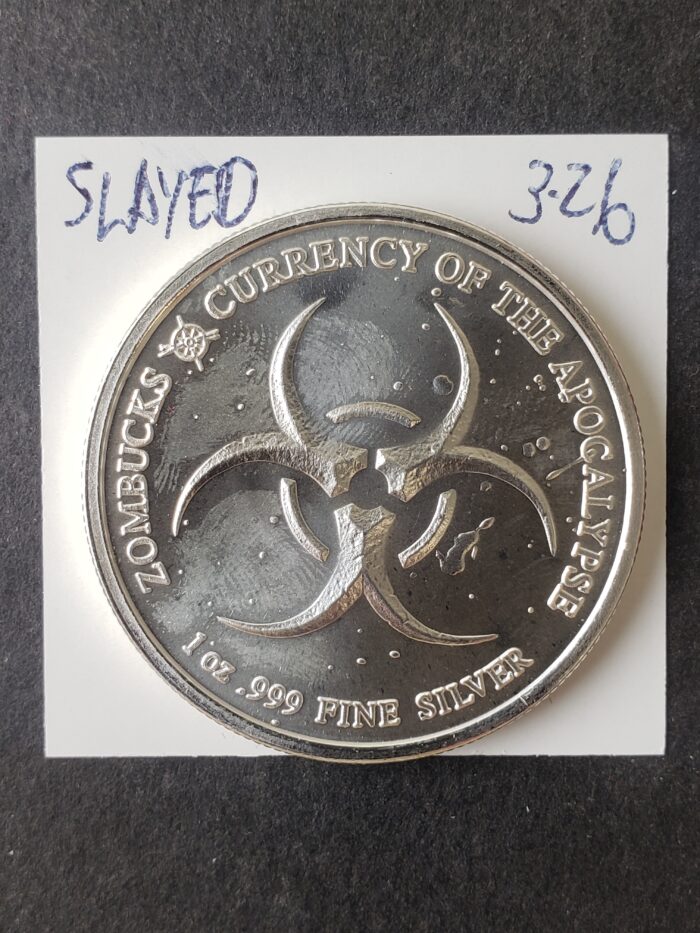 SLAYED 3-26
ZOMBUCKS CURRENCY OF THE APOCALYPSE
1 oz .999 FINE SILVER